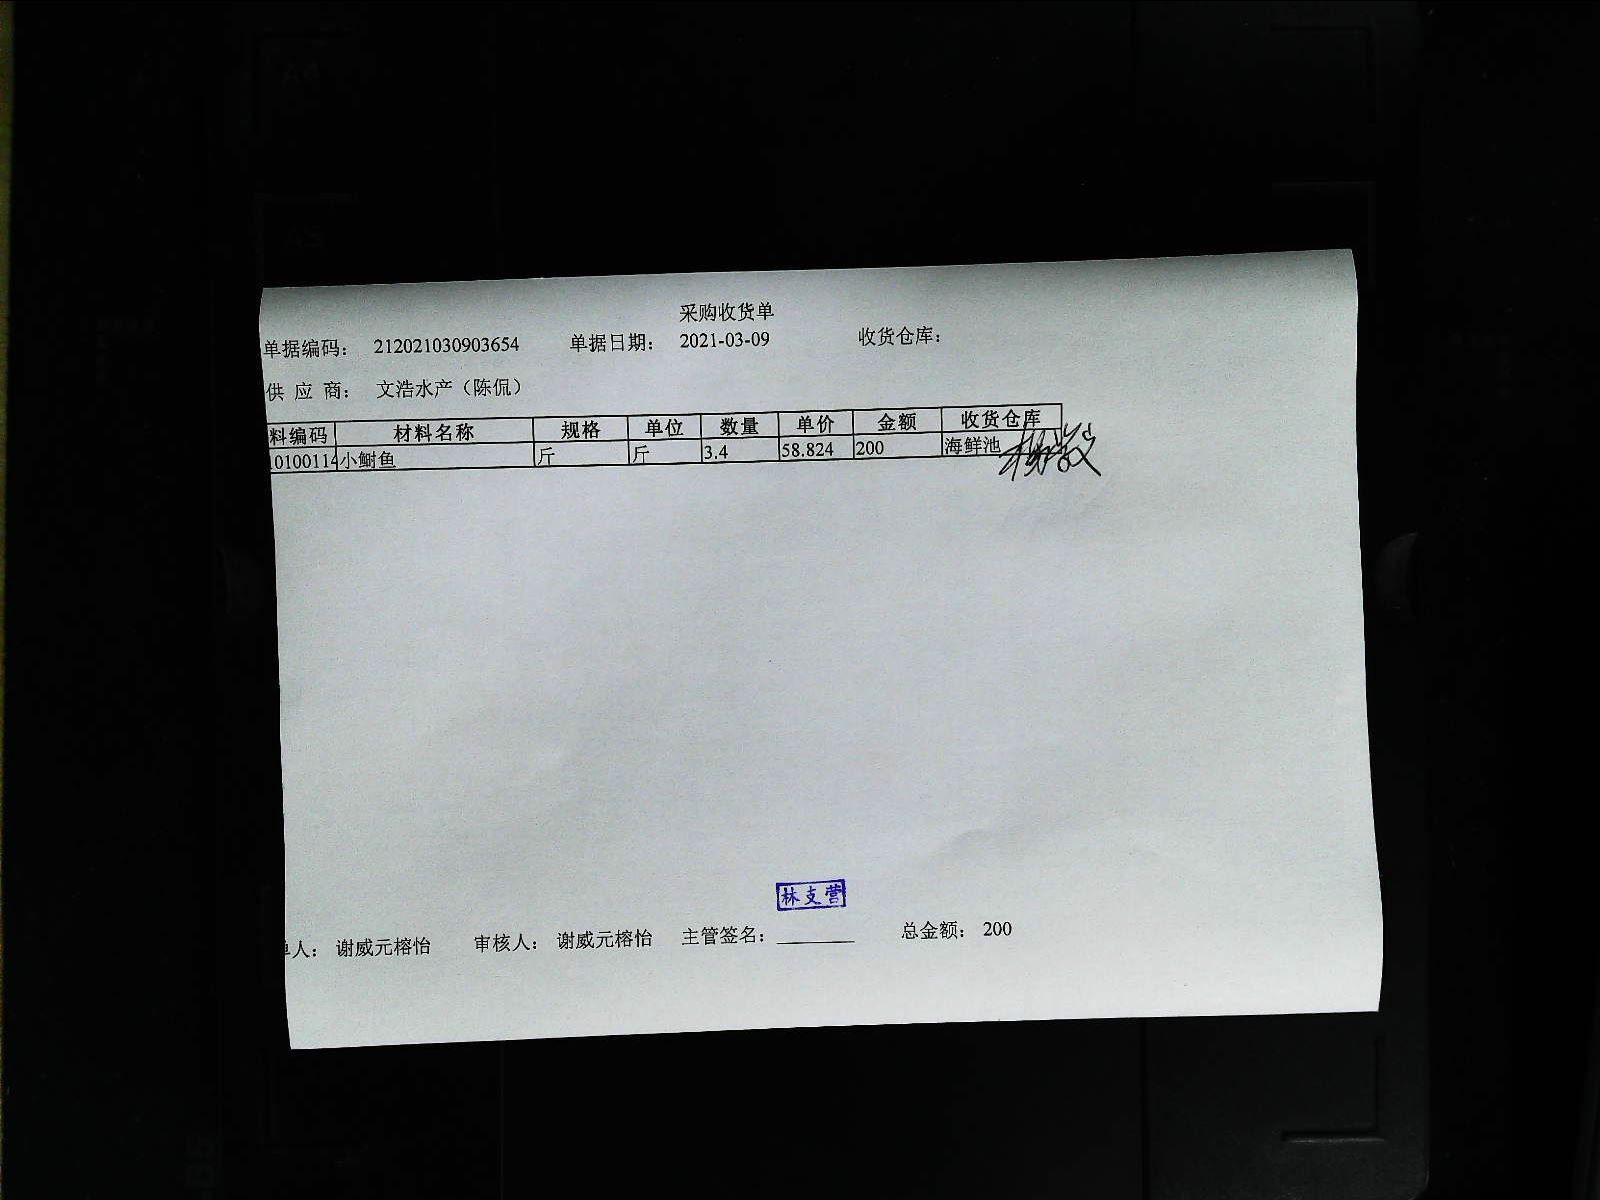 采购收货单
单据编码： 212021030903654 单据日期： 2021-03-09 收货仓库：
供 应 商： 文浩水产（陈侃）
料编码 材料名称 规格 单位 数量 单价 金额 收货仓库
0100114 小鲥鱼 斤 斤 3.4 58.824 200 海鲜池
林支营
单人： 谢威元榕怡 审核人： 谢威元榕怡 主管签名： 总金额： 200